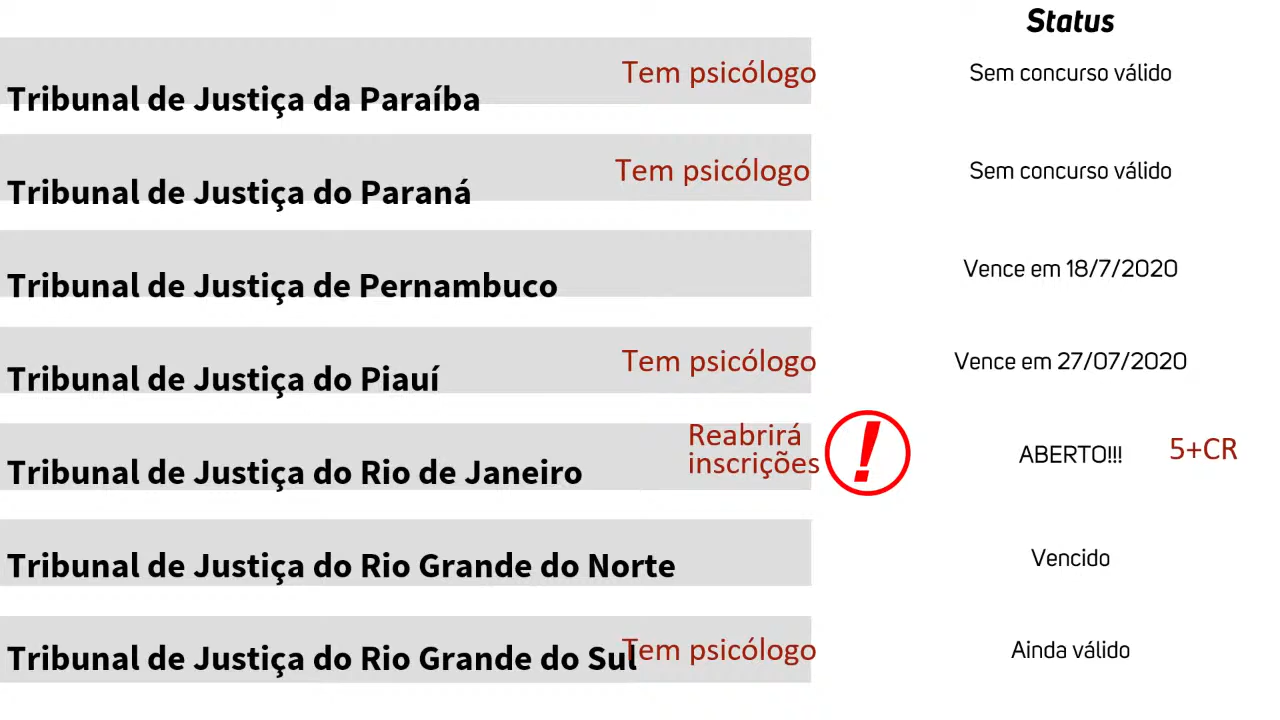 Status
Tem psicólogo
Sem concurso válido
Tribunal de Justiça da Paraíba
Tem psicólogo
Sem concurso válido
Tribunal de Justiça do Paraná
Vence em 18/7/2020
Tribunal de Justiça de Pernambuco
Tem psicólogo
Vence em 27/07/2020
Tribunal de Justiça do Piauí
Reabrirá
inscrições
!
ABERTO!!!
5+CR
Tribunal de Justiça do Rio de Janeiro
Vencido
Tribunal de Justiça do Rio Grande do Norte
Tem psicólogo
Ainda válido
Tribunal de Justiça do Rio Grande do Sul